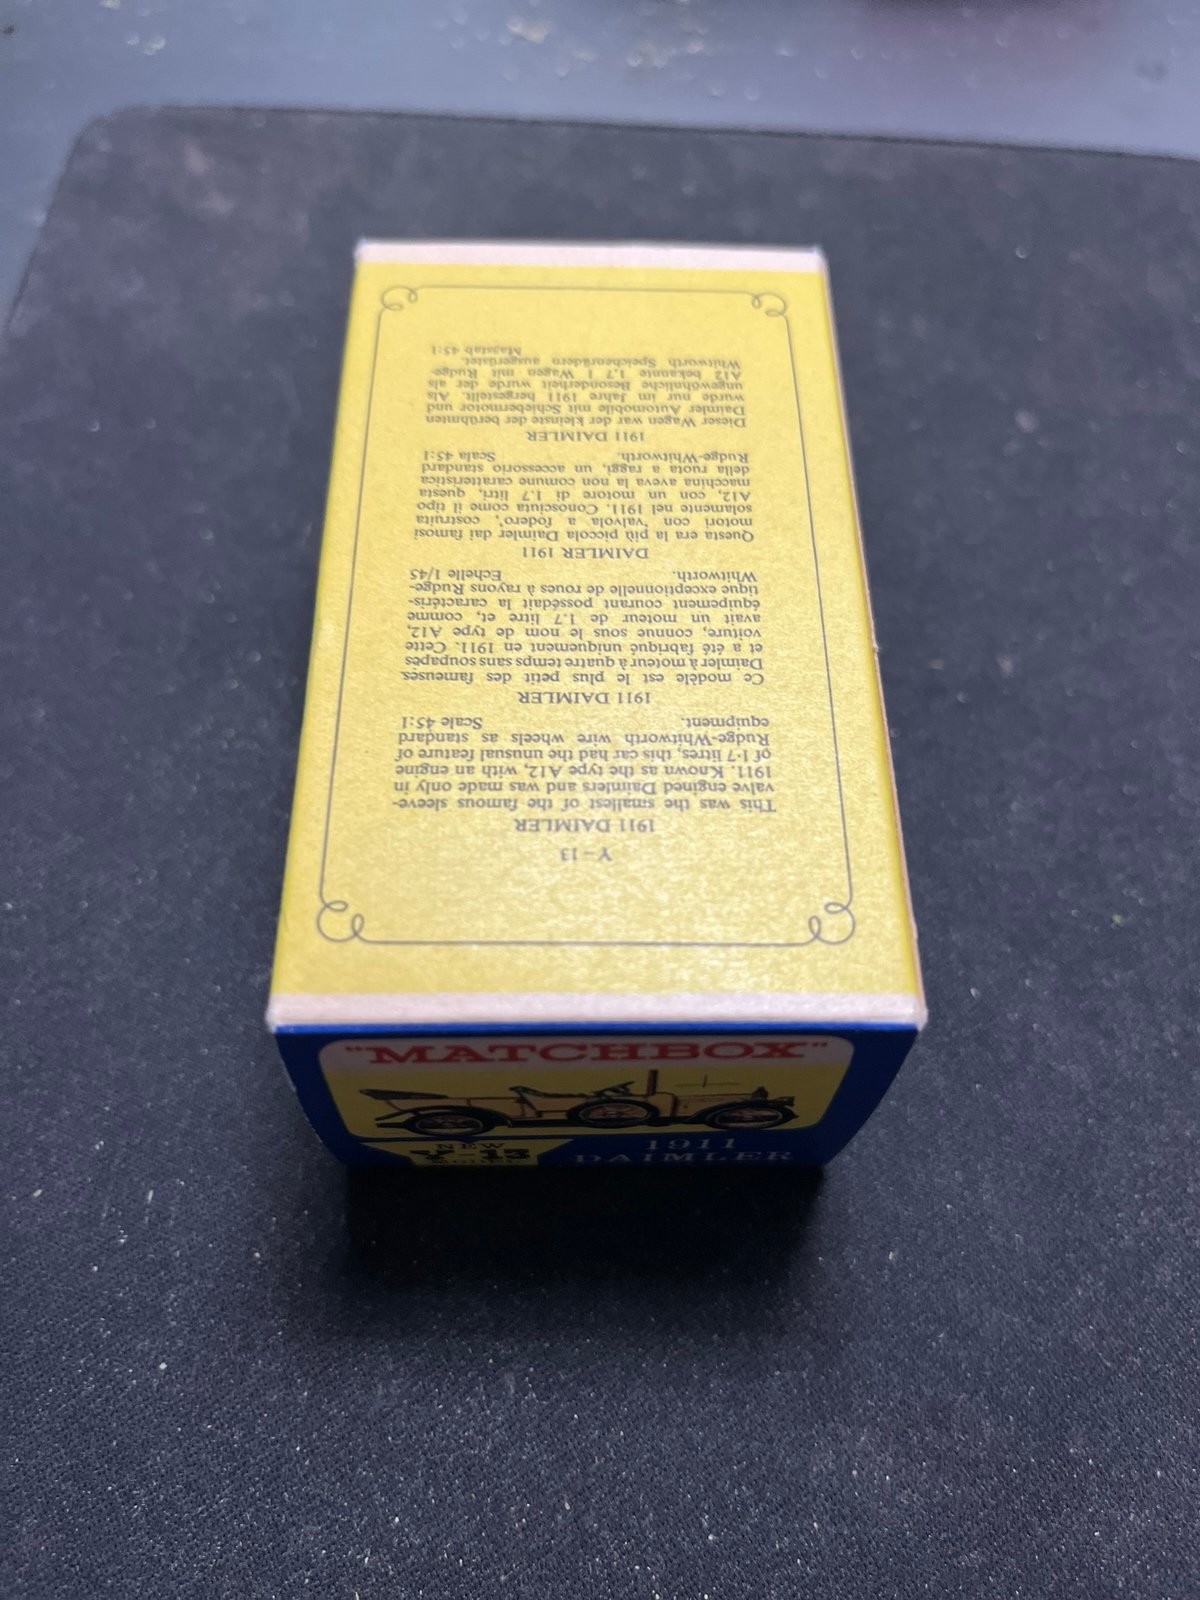 Y-13
1911 DAIMLER
This was the smallest of the famous sleeve-
valve engined Daimlers and was made only in
1911. Known as the type A12, with an engine
of 1·7 litres, this car had the unusual feature of
Rudge-Whitworth wire wheels as standard
equipment. Scale 45:1
1911 DAIMLER
Ce modèle est le plus petit des fameuses
Daimler à moteur à quatre temps sans soupapes
et a été fabriqué uniquement en 1911. Cette
voiture, connue sous le nom de type A12,
avait un moteur de 1.7 litre et, comme
équipement courant possédait la caractéris-
tique exceptionnelle de roues à rayons Rudge-
Whitworth. Echelle 1/45
DAIMLER 1911
Questa era la più piccola Daimler dai famosi
motori con 'valvola a fodero', costruita
solamente nel 1911. Conosciuta come il tipo
A12, con un motore di 1.7 litri, questa
macchina aveva la non comune caratteristica
della ruota a raggi, un accessorio standard
Rudge-Whitworth. Scala 45:1
1911 DAIMLER
Dieser Wagen war der kleinste der berühmten
Daimler Automobile mit Schiebermotor und
wurde nur im Jahre 1911 hergestellt. Als
ungewöhnliche Besonderheit wurde der als
A12 bekannte 1,7 l Wagen mit Rudge-
Whitworth Speichenrädern ausgerüstet.
Masstab 45:1
"MATCHBOX"
NEW
Y-13
MODEL
1911
DAIMLER